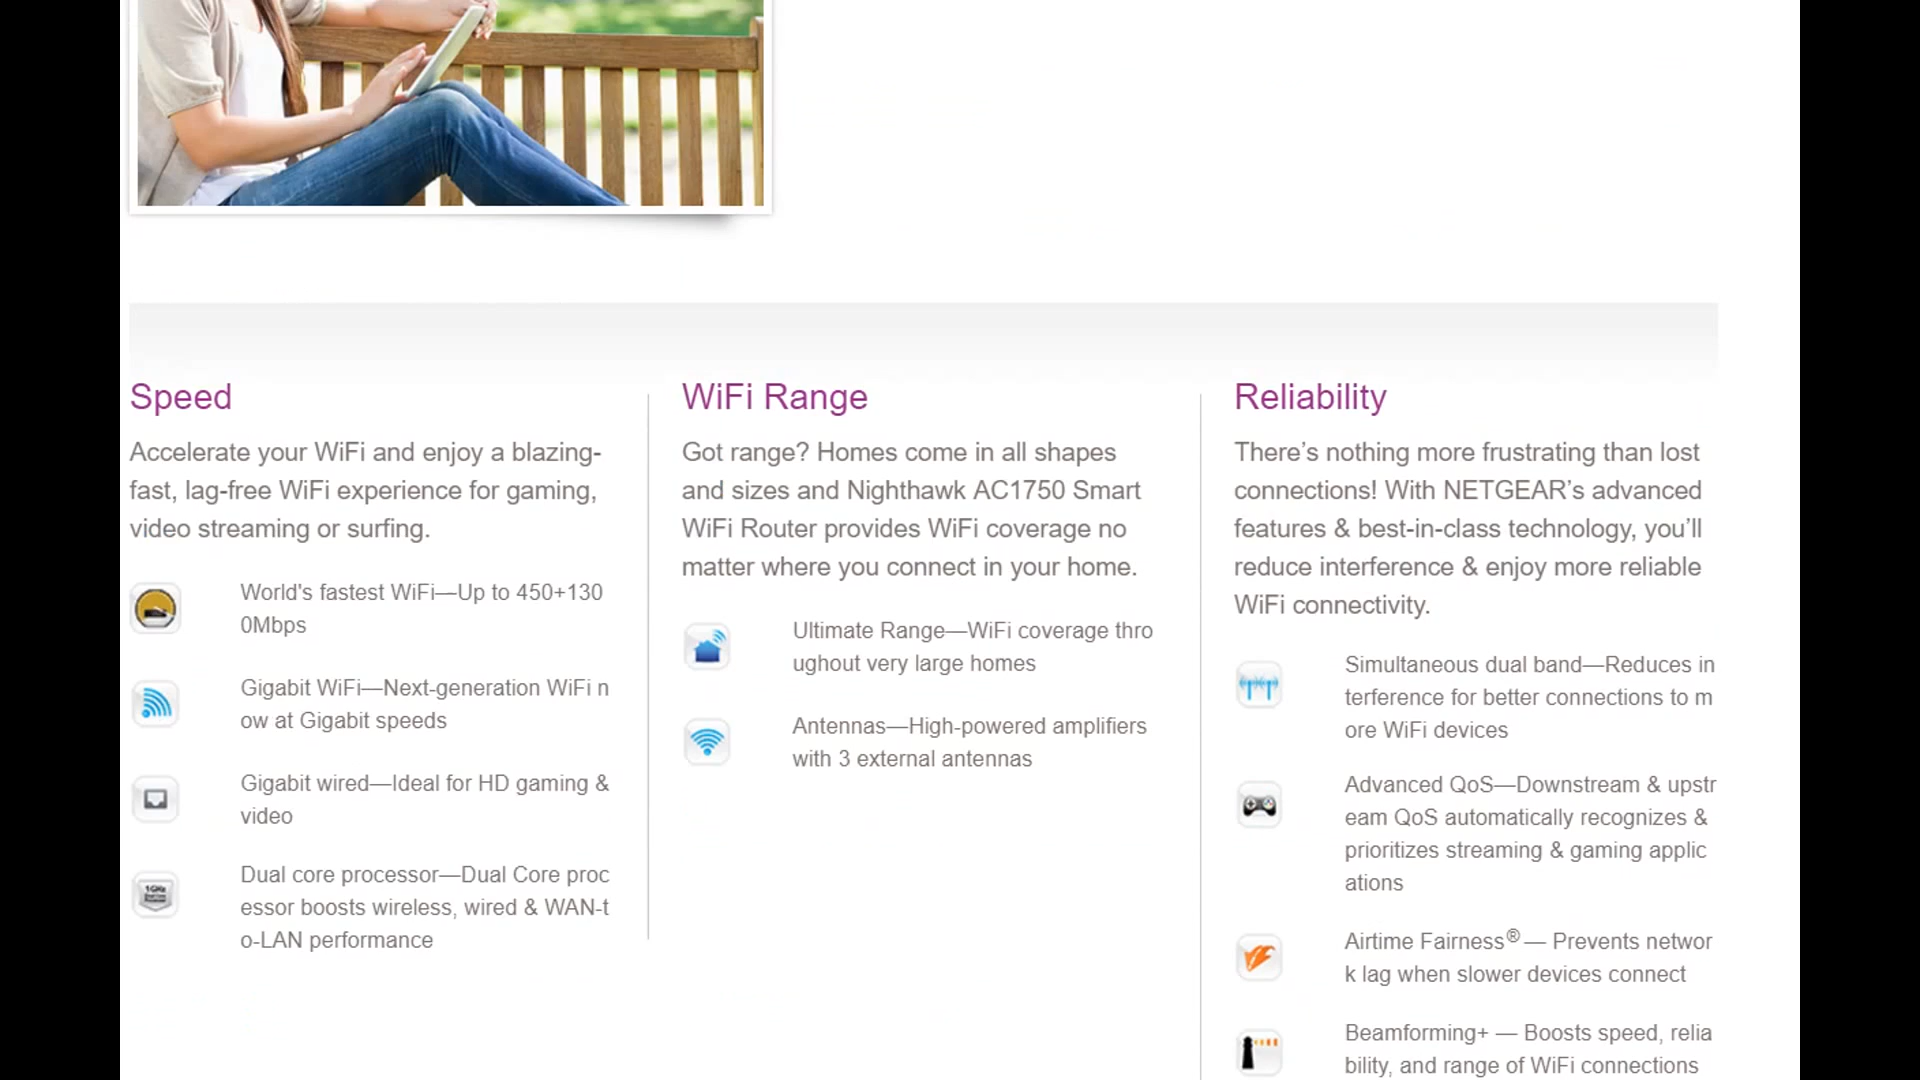 Speed
Accelerate your WiFi and enjoy a blazing-
fast, lag-free WiFi experience for gaming,
video streaming or surfing.
World's fastest WiFi—Up to 450+130
0Mbps
Gigabit WiFi—Next-generation WiFi n
ow at Gigabit speeds
Gigabit wired—Ideal for HD gaming &
video
1GHz
Dual core processor—Dual Core proc
essor boosts wireless, wired & WAN-t
o-LAN performance
WiFi Range
Got range? Homes come in all shapes
and sizes and Nighthawk AC1750 Smart
WiFi Router provides WiFi coverage no
matter where you connect in your home.
Ultimate Range—WiFi coverage thro
ughout very large homes
Antennas—High-powered amplifiers
with 3 external antennas
Reliability
There’s nothing more frustrating than lost
connections! With NETGEAR’s advanced
features & best-in-class technology, you’ll
reduce interference & enjoy more reliable
WiFi connectivity.
Simultaneous dual band—Reduces in
terference for better connections to m
ore WiFi devices
Advanced QoS—Downstream & upstr
eam QoS automatically recognizes &
prioritizes streaming & gaming applic
ations
Airtime Fairness® — Prevents networ
k lag when slower devices connect
Beamforming+ — Boosts speed, relia
bility, and range of WiFi connections